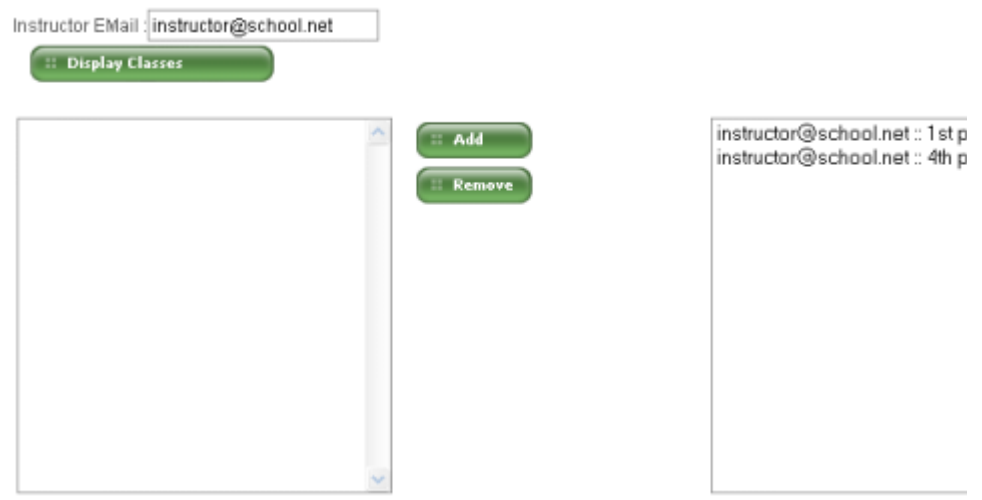 Instructor EMail : instructor@school.net
Display Classes
Add
Remove
instructor@school.net :: 1st p
instructor@school.net :: 4th p